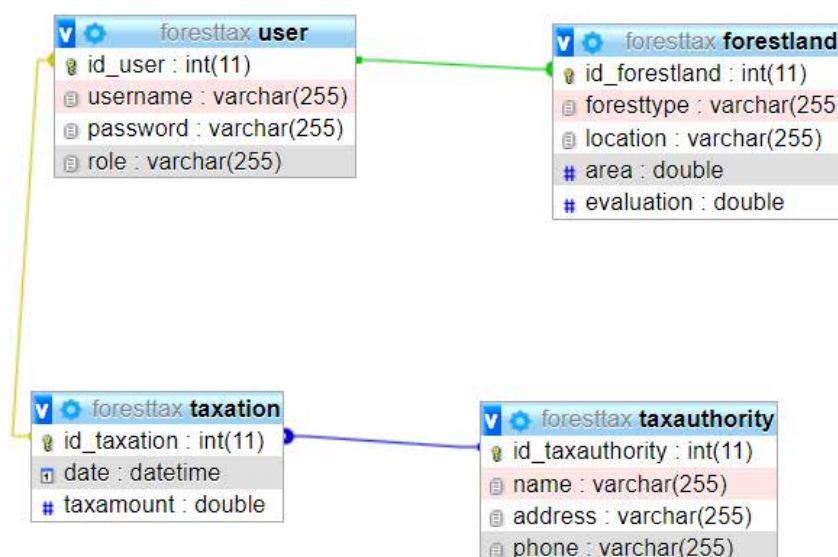 foresttax user
id_user : int(11)
username : varchar(255)
password : varchar(255)
role : varchar(255)
foresttax forestland
id_forestland : int(11)
foresttype : varchar(255
location : varchar(255)
area : double
evaluation : double
foresttax taxation
id_taxation : int(11)
date : datetime
taxamount : double
foresttax taxauthority
id_taxauthority : int(11)
name : varchar(255)
address : varchar(255)
phone : varchar(255)